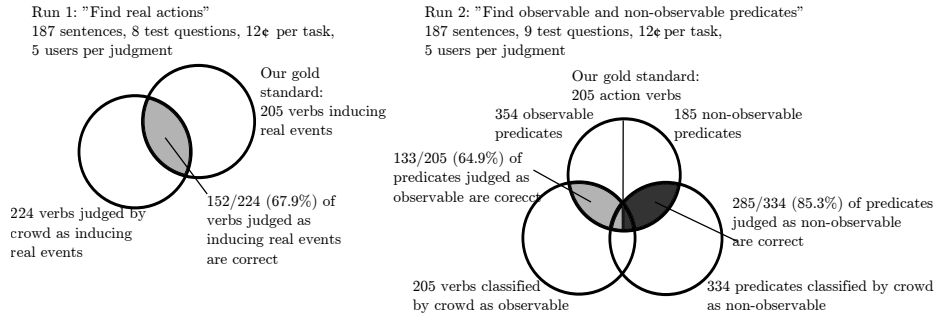 Run 1: "Find real actions"
187 sentences, 8 test questions, 12¢ per task,
5 users per judgment
Our gold
standard:
205 verbs inducing
real events
224 verbs judged by
crowd as inducing
real events
152/224 (67.9%) of
verbs judged as
inducing real events
are correct
Run 2: "Find observable and non-observable predicates"
187 sentences, 9 test questions, 12¢ per task,
5 users per judgment
Our gold standard:
205 action verbs
354 observable
predicates
185 non-observable
predicates
133/205 (64.9%) of
predicates judged as
observable are corecct
285/334 (85.3%) of predicates
judged as non-observable
are correct
205 verbs classified
by crowd as observable
334 predicates classified by crowd
as non-observable